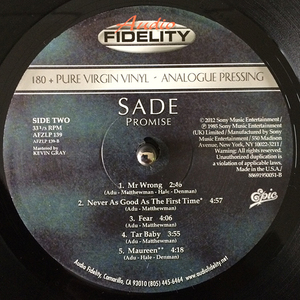 Audio
FIDELITY
180 + PURE VIRGIN VINYL - ANALOGUE PRESSING
SADE
PROMISE
SIDE TWO
33⅓ RPM
AFZLP 139
AFZLP 139-B
Mastered by
KEVIN GRAY
© 2012 Sony Music Entertainment /
Ⓟ 1985 Sony Music Entertainment
(UK) Limited / Manufactured by Sony
Music Entertainment / 550 Madison
Avenue, New York, NY 10022-3211 /
Warning: All rights reserved.
Unauthorized duplication
is a violation of applicable
laws.
MADE IN THE U.S.A./
88691950051-B
Epic
1. Mr Wrong 2:46
(Adu - Matthewman - Hale - Denman)
2. Never As Good As The First Time* 4:57
(Adu - Matthewman)
3. Fear 4:06
(Adu - Matthewman)
4. Tar Baby 3:55
(Adu - Matthewman)
5. Maureen** 4:18
(Adu - Hale - Denman)
Audio Fidelity, Camarillo, CA 93010 (805) 445-6464 www.audiofidelity.net